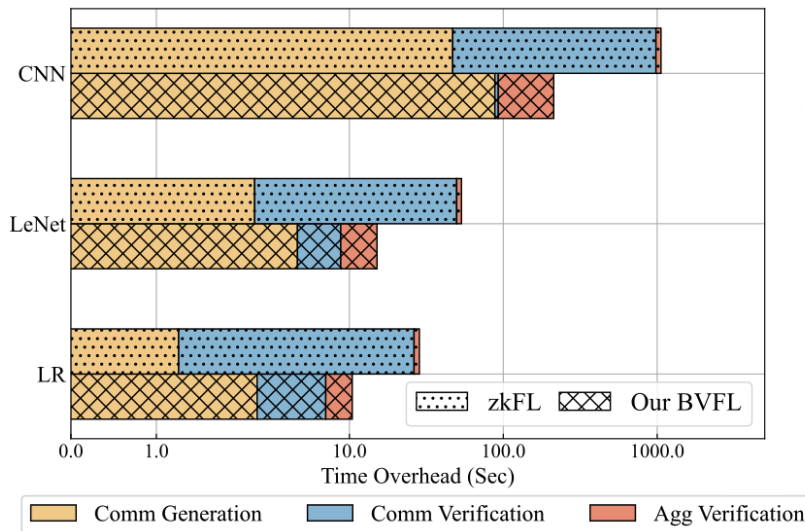 CNN
LeNet
LR
zkFL Our BVFL
0.0 1.0 10.0 100.0 1000.0
Time Overhead (Sec)
Comm Generation Comm Verification Agg Verification